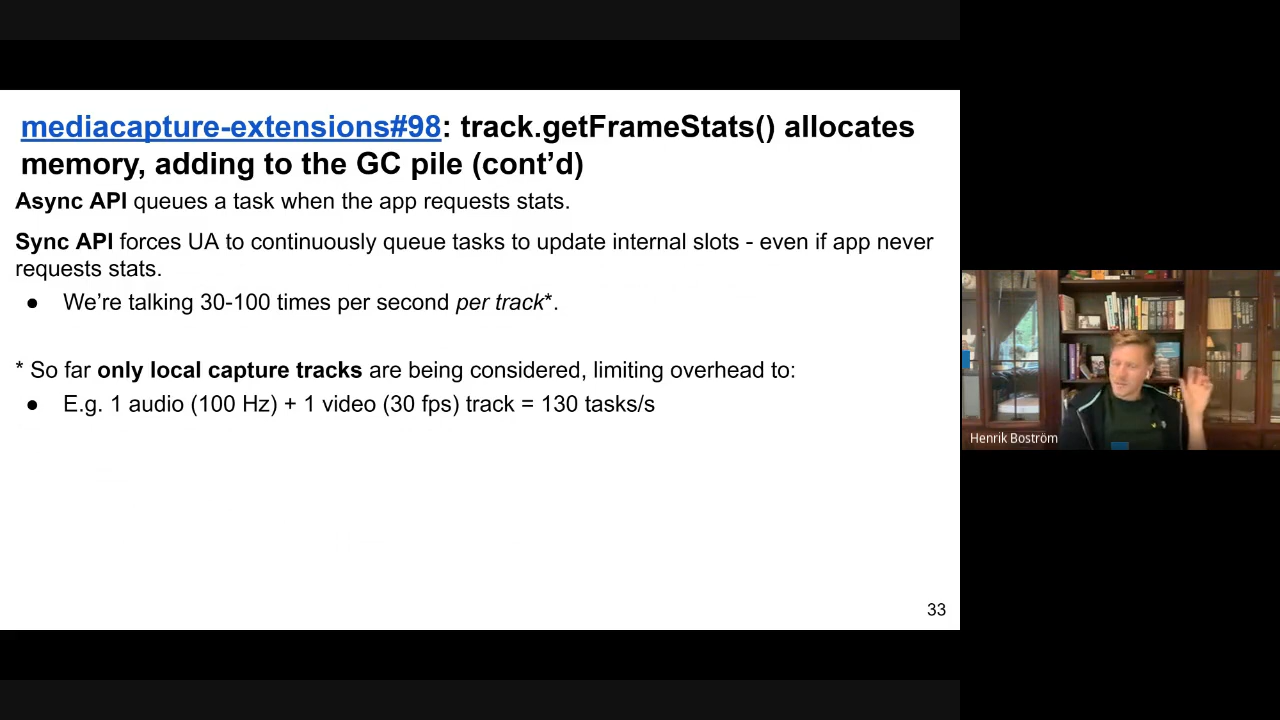 mediacapture-extensions#98: track.getFrameStats() allocates
memory, adding to the GC pile (cont’d)
Async API queues a task when the app requests stats.
Sync API forces UA to continuously queue tasks to update internal slots - even if app never
requests stats.
● We’re talking 30-100 times per second per track*.
* So far only local capture tracks are being considered, limiting overhead to:
● E.g. 1 audio (100 Hz) + 1 video (30 fps) track = 130 tasks/s
33
Henrik Boström